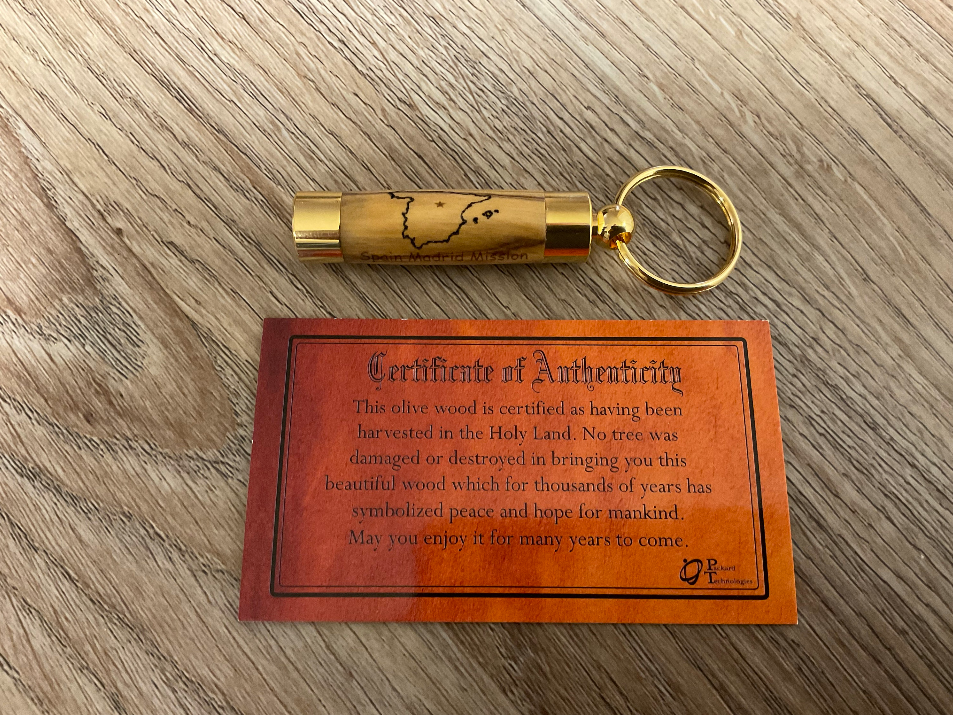 Spain Madrid Mission
Certificate of Authenticity
This olive wood is certified as having been
harvested in the Holy Land. No tree was
damaged or destroyed in bringing you this
beautiful wood which for thousands of years has
symbolized peace and hope for mankind.
May you enjoy it for many years to come.
Packard
Technologies